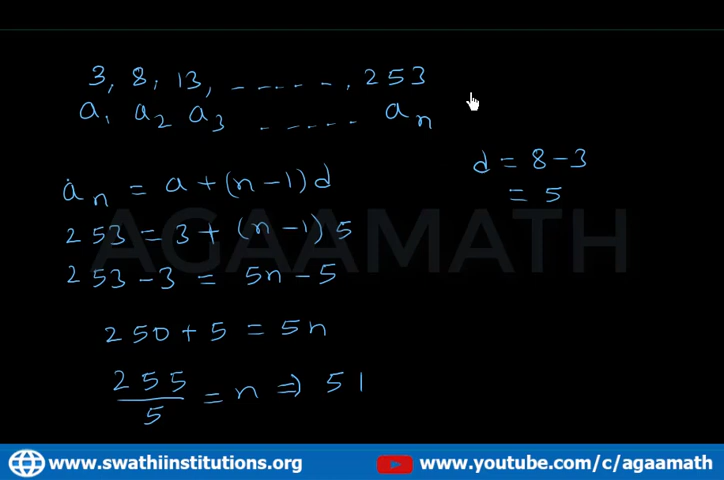 3, 8, 13, ------, 253
a₁ a₂ a₃ ------ aₙ
d = 8 - 3
= 5
aₙ = a + (n - 1) d
253 = 3 + (n - 1) 5
AGAAMATH
253 - 3 = 5n - 5
250 + 5 = 5n
255/5 = n ⇒ 51
www.swathiinstitutions.org
www.youtube.com/c/agaamath